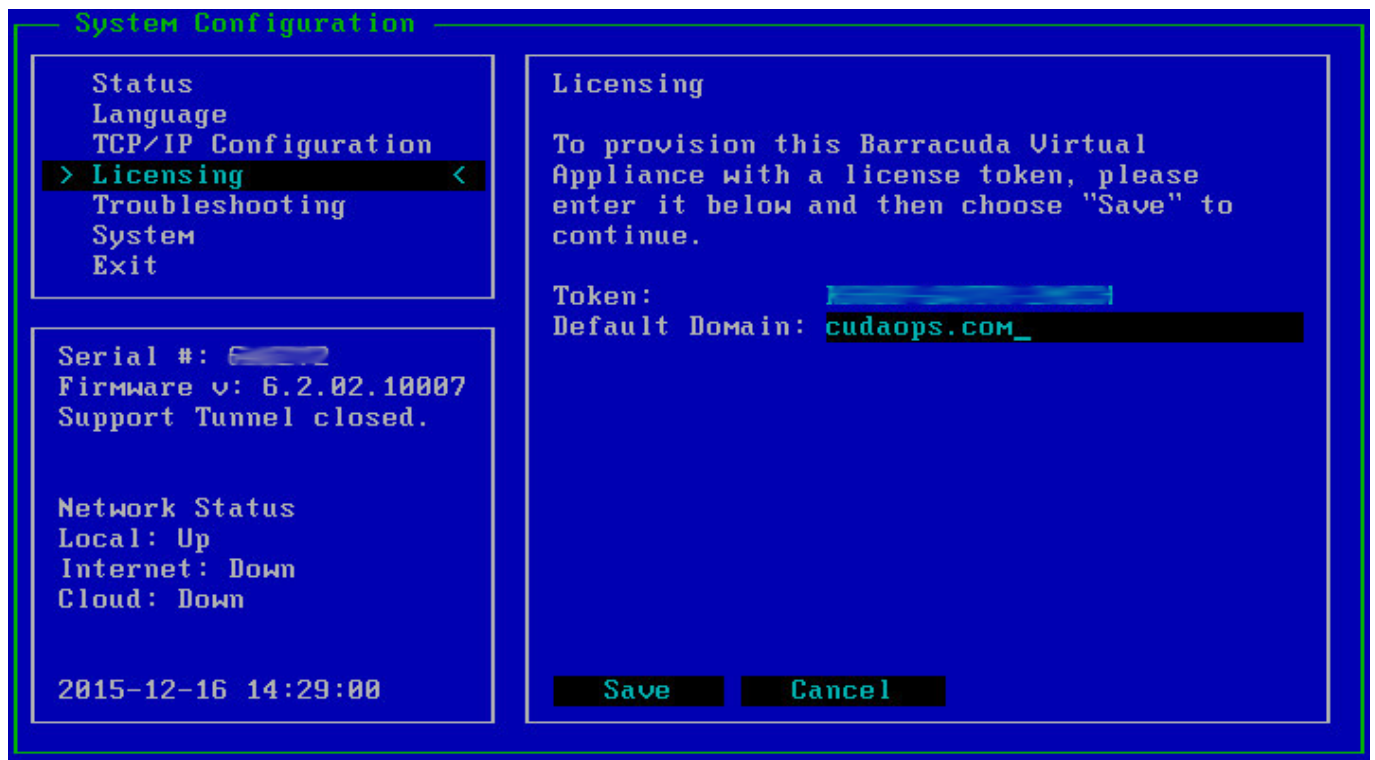 System Configuration
Status
Language
TCP/IP Configuration
> Licensing <
Troubleshooting
System
Exit
Serial #:
Firmware v: 6.2.02.10007
Support Tunnel closed.
Network Status
Local: Up
Internet: Down
Cloud: Down
2015-12-16 14:29:00
Licensing
To provision this Barracuda Virtual
Appliance with a license token, please
enter it below and then choose "Save" to
continue.
Token:
Default Domain: cudaops.com_
Save Cancel